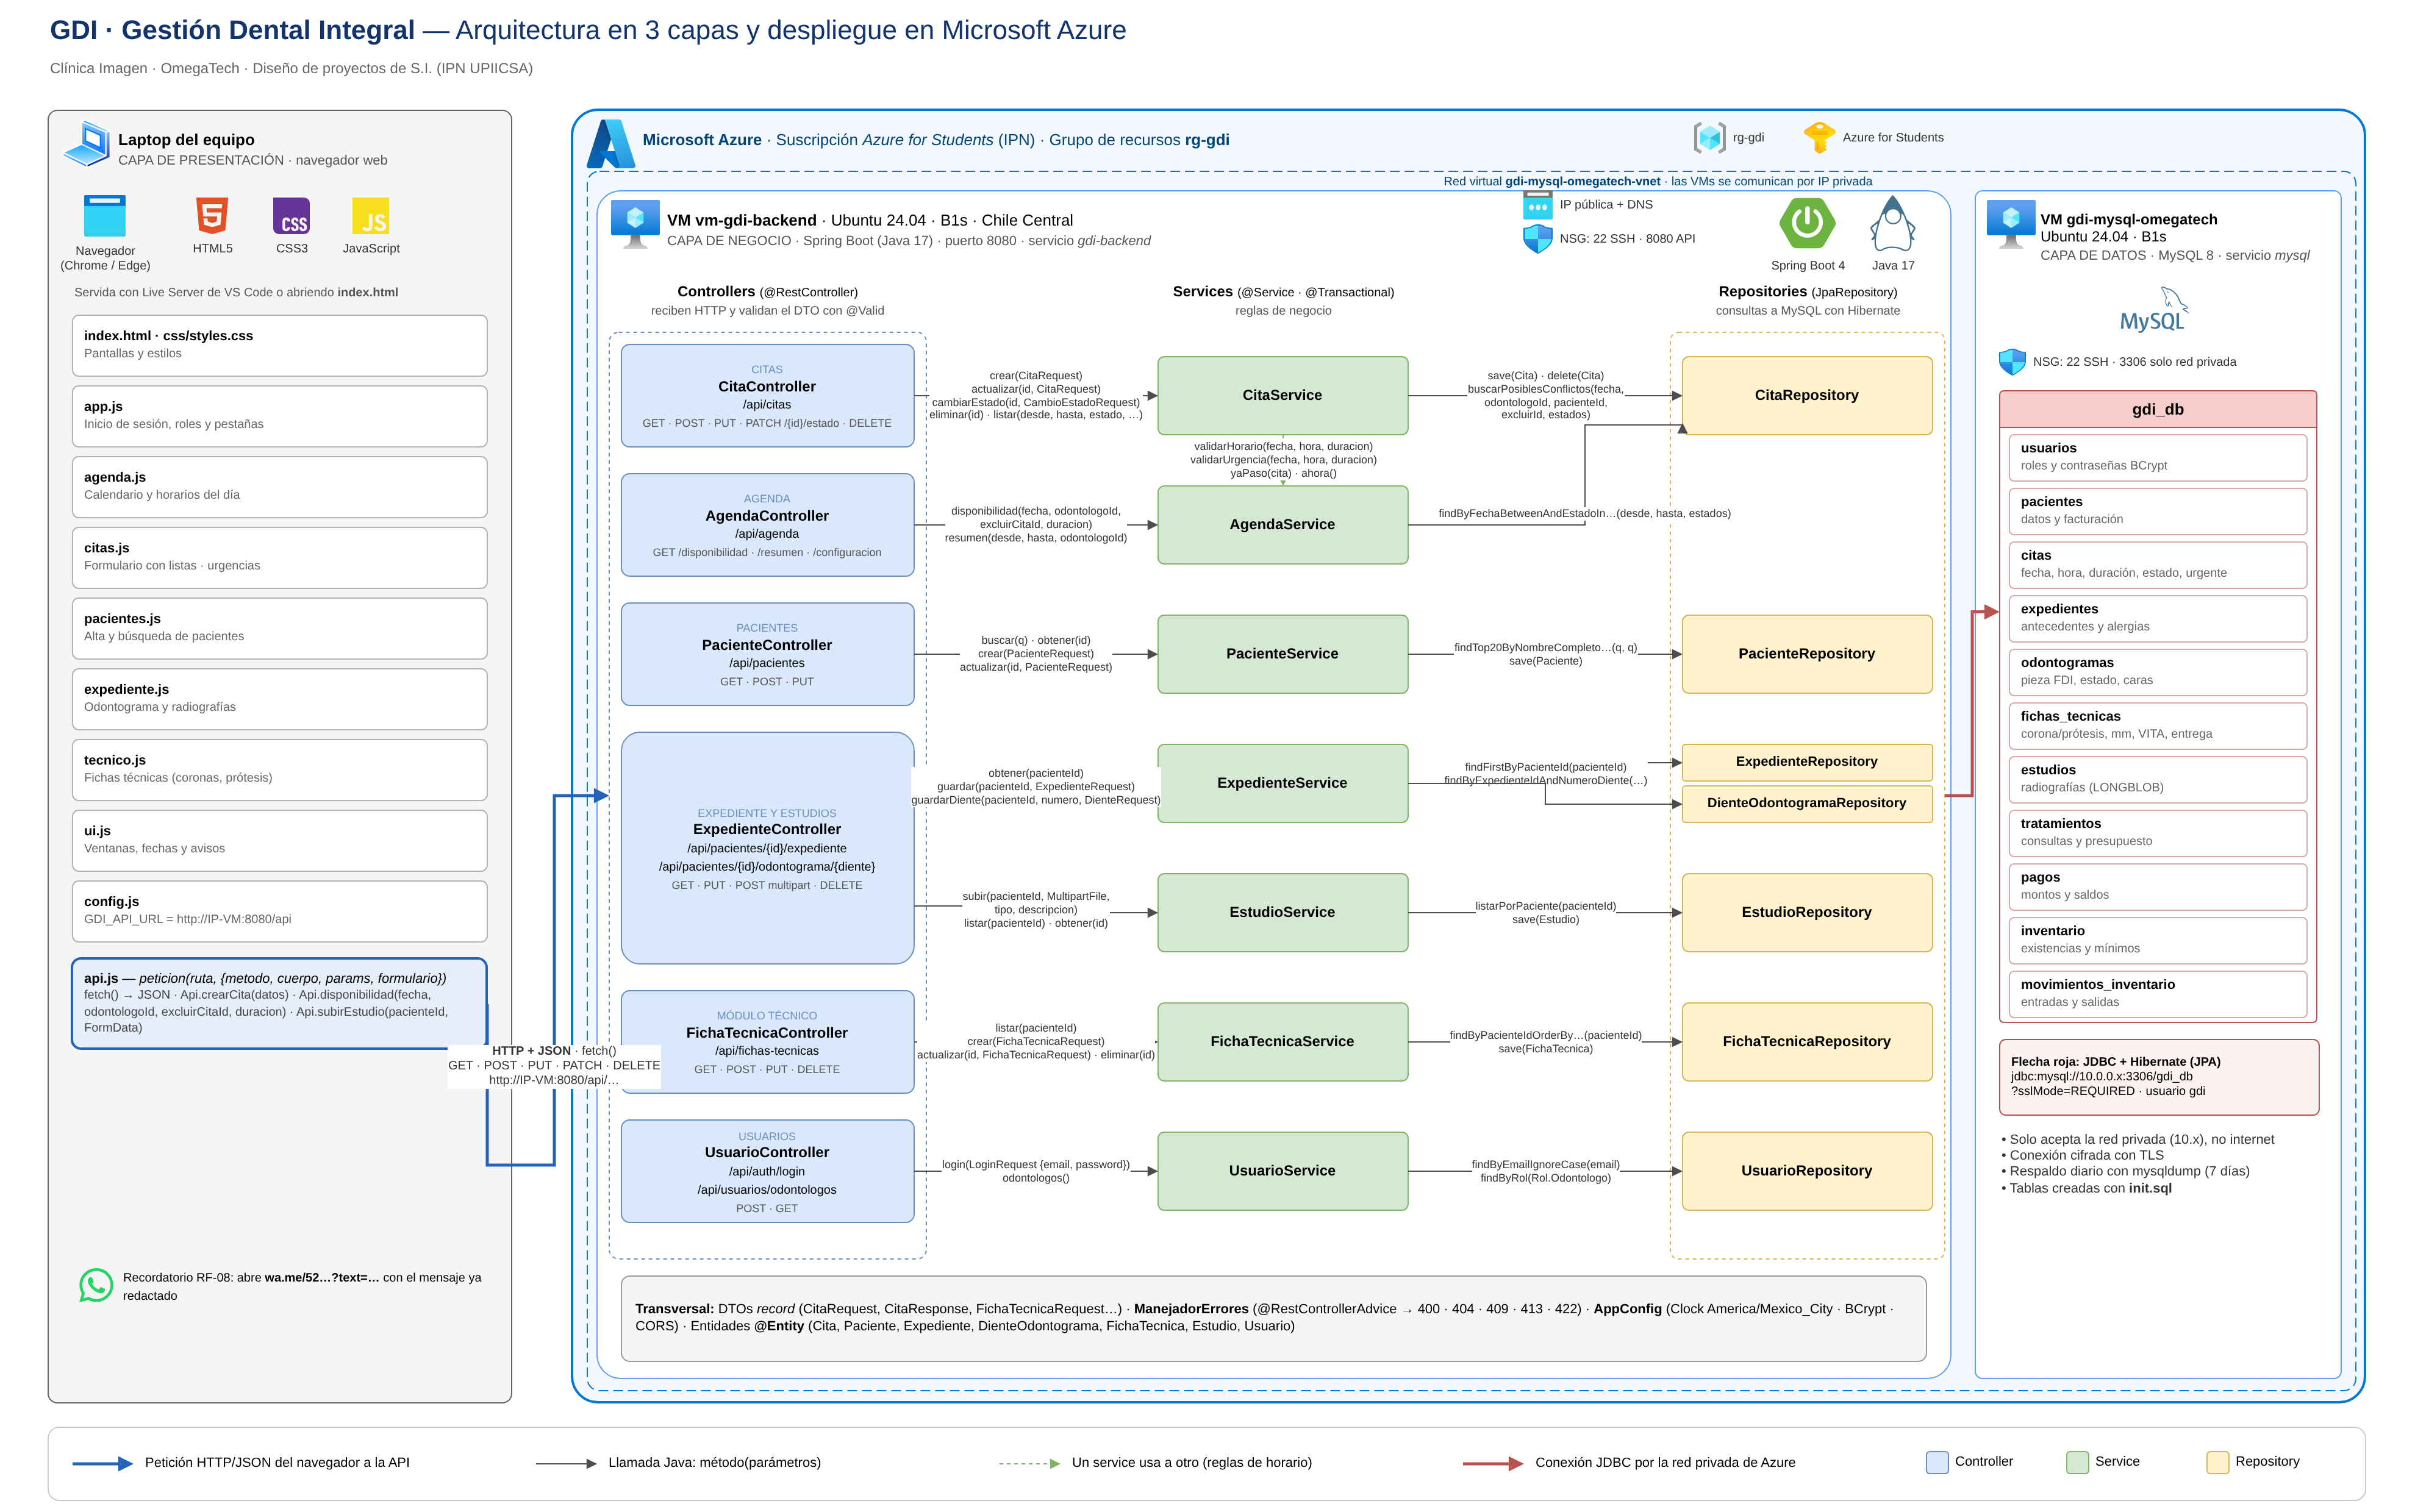 GDI · Gestión Dental Integral — Arquitectura en 3 capas y despliegue en Microsoft Azure
Clínica Imagen · OmegaTech · Diseño de proyectos de S.I. (IPN UPIICSA)
Laptop del equipo
CAPA DE PRESENTACIÓN · navegador web
Navegador
(Chrome / Edge)
HTML5
CSS3
JavaScript
Servida con Live Server de VS Code o abriendo index.html
index.html · css/styles.css
Pantallas y estilos
app.js
Inicio de sesión, roles y pestañas
agenda.js
Calendario y horarios del día
citas.js
Formulario con listas · urgencias
pacientes.js
Alta y búsqueda de pacientes
expediente.js
Odontograma y radiografías
tecnico.js
Fichas técnicas (coronas, prótesis)
ui.js
Ventanas, fechas y avisos
config.js
GDI_API_URL = http://IP-VM:8080/api
api.js — peticion(ruta, {metodo, cuerpo, params, formulario})
fetch() → JSON · Api.crearCita(datos) · Api.disponibilidad(fecha,
odontologoId, excluirCitaId, duracion) · Api.subirEstudio(pacienteId,
FormData)
HTTP + JSON · fetch()
GET · POST · PUT · PATCH · DELETE
http://IP-VM:8080/api/…
Recordatorio RF-08: abre wa.me/52…?text=… con el mensaje ya
redactado
Microsoft Azure · Suscripción Azure for Students (IPN) · Grupo de recursos rg-gdi
rg-gdi
Azure for Students
Red virtual gdi-mysql-omegatech-vnet · las VMs se comunican por IP privada
VM vm-gdi-backend · Ubuntu 24.04 · B1s · Chile Central
CAPA DE NEGOCIO · Spring Boot (Java 17) · puerto 8080 · servicio gdi-backend
IP pública + DNS
NSG: 22 SSH · 8080 API
Spring Boot 4
Java 17
Controllers (@RestController)
reciben HTTP y validan el DTO con @Valid
Services (@Service · @Transactional)
reglas de negocio
Repositories (JpaRepository)
consultas a MySQL con Hibernate
CITAS
CitaController
/api/citas
GET · POST · PUT · PATCH /{id}/estado · DELETE
crear(CitaRequest)
actualizar(id, CitaRequest)
cambiarEstado(id, CambioEstadoRequest)
eliminar(id) · listar(desde, hasta, estado, …)
CitaService
save(Cita) · delete(Cita)
buscarPosiblesConflictos(fecha,
odontologoId, pacienteId,
excluirId, estados)
CitaRepository
validarHorario(fecha, hora, duracion)
validarUrgencia(fecha, hora, duracion)
yaPaso(cita) · ahora()
AGENDA
AgendaController
/api/agenda
GET /disponibilidad · /resumen · /configuracion
disponibilidad(fecha, odontologoId,
excluirCitaId, duracion)
resumen(desde, hasta, odontologoId)
AgendaService
findByFechaBetweenAndEstadoIn…(desde, hasta, estados)
PACIENTES
PacienteController
/api/pacientes
GET · POST · PUT
buscar(q) · obtener(id)
crear(PacienteRequest)
actualizar(id, PacienteRequest)
PacienteService
findTop20ByNombreCompleto…(q, q)
save(Paciente)
PacienteRepository
EXPEDIENTE Y ESTUDIOS
ExpedienteController
/api/pacientes/{id}/expediente
/api/pacientes/{id}/odontograma/{diente}
GET · PUT · POST multipart · DELETE
obtener(pacienteId)
guardar(pacienteId, ExpedienteRequest)
guardarDiente(pacienteId, numero, DienteRequest)
ExpedienteService
findFirstByPacienteId(pacienteId)
findByExpedienteIdAndNumeroDiente(…)
ExpedienteRepository
DienteOdontogramaRepository
subir(pacienteId, MultipartFile,
tipo, descripcion)
listar(pacienteId) · obtener(id)
EstudioService
listarPorPaciente(pacienteId)
save(Estudio)
EstudioRepository
MÓDULO TÉCNICO
FichaTecnicaController
/api/fichas-tecnicas
GET · POST · PUT · DELETE
listar(pacienteId)
crear(FichaTecnicaRequest)
actualizar(id, FichaTecnicaRequest) · eliminar(id)
FichaTecnicaService
findByPacienteIdOrderBy…(pacienteId)
save(FichaTecnica)
FichaTecnicaRepository
USUARIOS
UsuarioController
/api/auth/login
/api/usuarios/odontologos
POST · GET
login(LoginRequest {email, password})
odontologos()
UsuarioService
findByEmailIgnoreCase(email)
findByRol(Rol.Odontologo)
UsuarioRepository
Transversal: DTOs record (CitaRequest, CitaResponse, FichaTecnicaRequest…) · ManejadorErrores (@RestControllerAdvice → 400 · 404 · 409 · 413 · 422) · AppConfig (Clock America/Mexico_City · BCrypt ·
CORS) · Entidades @Entity (Cita, Paciente, Expediente, DienteOdontograma, FichaTecnica, Estudio, Usuario)
VM gdi-mysql-omegatech
Ubuntu 24.04 · B1s
CAPA DE DATOS · MySQL 8 · servicio mysql
MySQL
NSG: 22 SSH · 3306 solo red privada
gdi_db
usuarios
roles y contraseñas BCrypt
pacientes
datos y facturación
citas
fecha, hora, duración, estado, urgente
expedientes
antecedentes y alergias
odontogramas
pieza FDI, estado, caras
fichas_tecnicas
corona/prótesis, mm, VITA, entrega
estudios
radiografías (LONGBLOB)
tratamientos
consultas y presupuesto
pagos
montos y saldos
inventario
existencias y mínimos
movimientos_inventario
entradas y salidas
Flecha roja: JDBC + Hibernate (JPA)
jdbc:mysql://10.0.0.x:3306/gdi_db
?sslMode=REQUIRED · usuario gdi
• Solo acepta la red privada (10.x), no internet
• Conexión cifrada con TLS
• Respaldo diario con mysqldump (7 días)
• Tablas creadas con init.sql
Petición HTTP/JSON del navegador a la API
Llamada Java: método(parámetros)
Un service usa a otro (reglas de horario)
Conexión JDBC por la red privada de Azure
Controller
Service
Repository